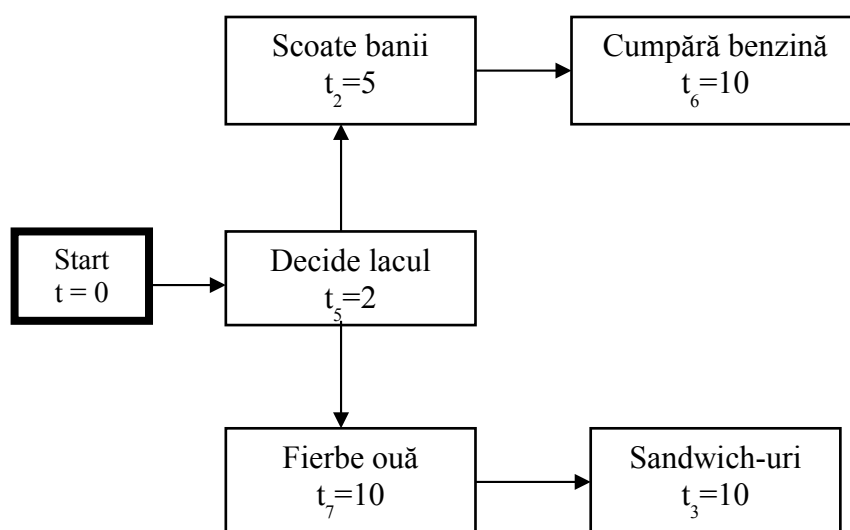 Scoate banii
t₂=5
Cumpără benzină
t₆=10
Start
t = 0
Decide lacul
t₅=2
Fierbe ouă
t₇=10
Sandwich-uri
t₃=10